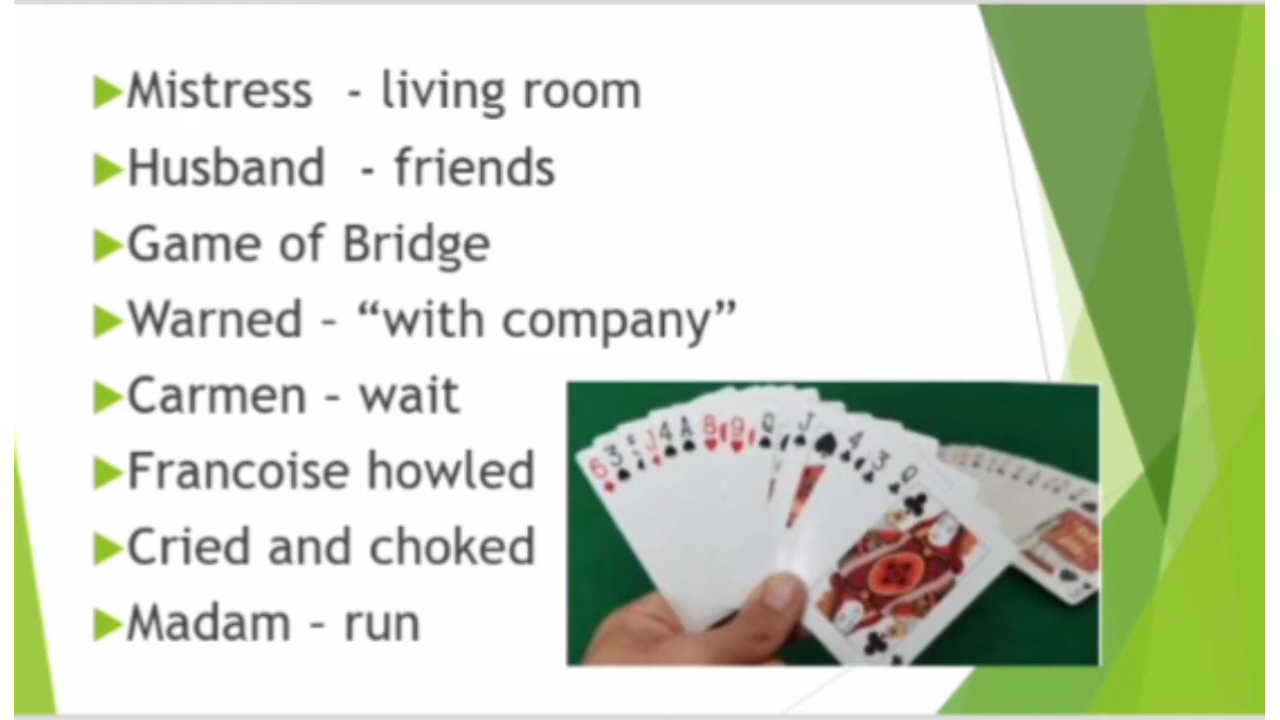 Mistress - living room
Husband - friends
Game of Bridge
Warned – “with company”
Carmen – wait
Francoise howled
Cried and choked
Madam – run